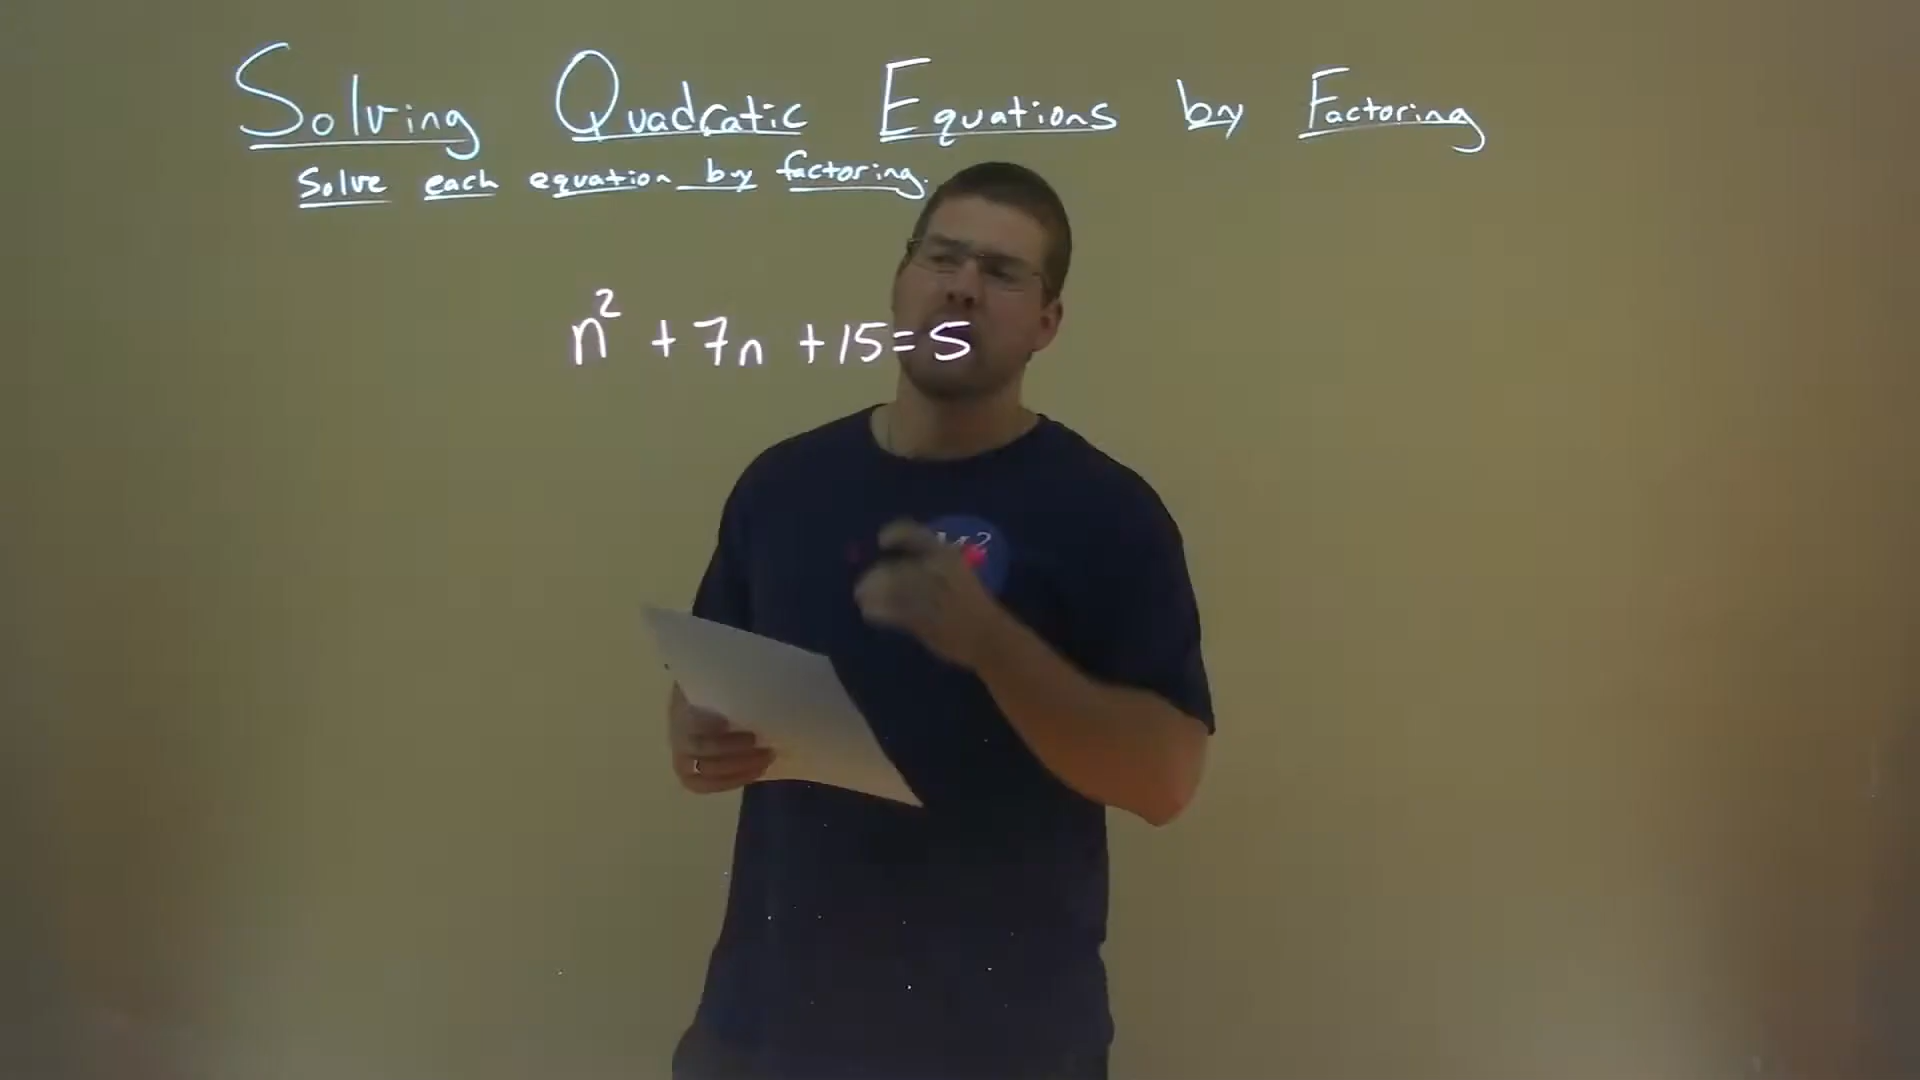 Solving Quadratic Equations by Factoring
Solve each equation by factoring.
n² + 7n + 15 = 5